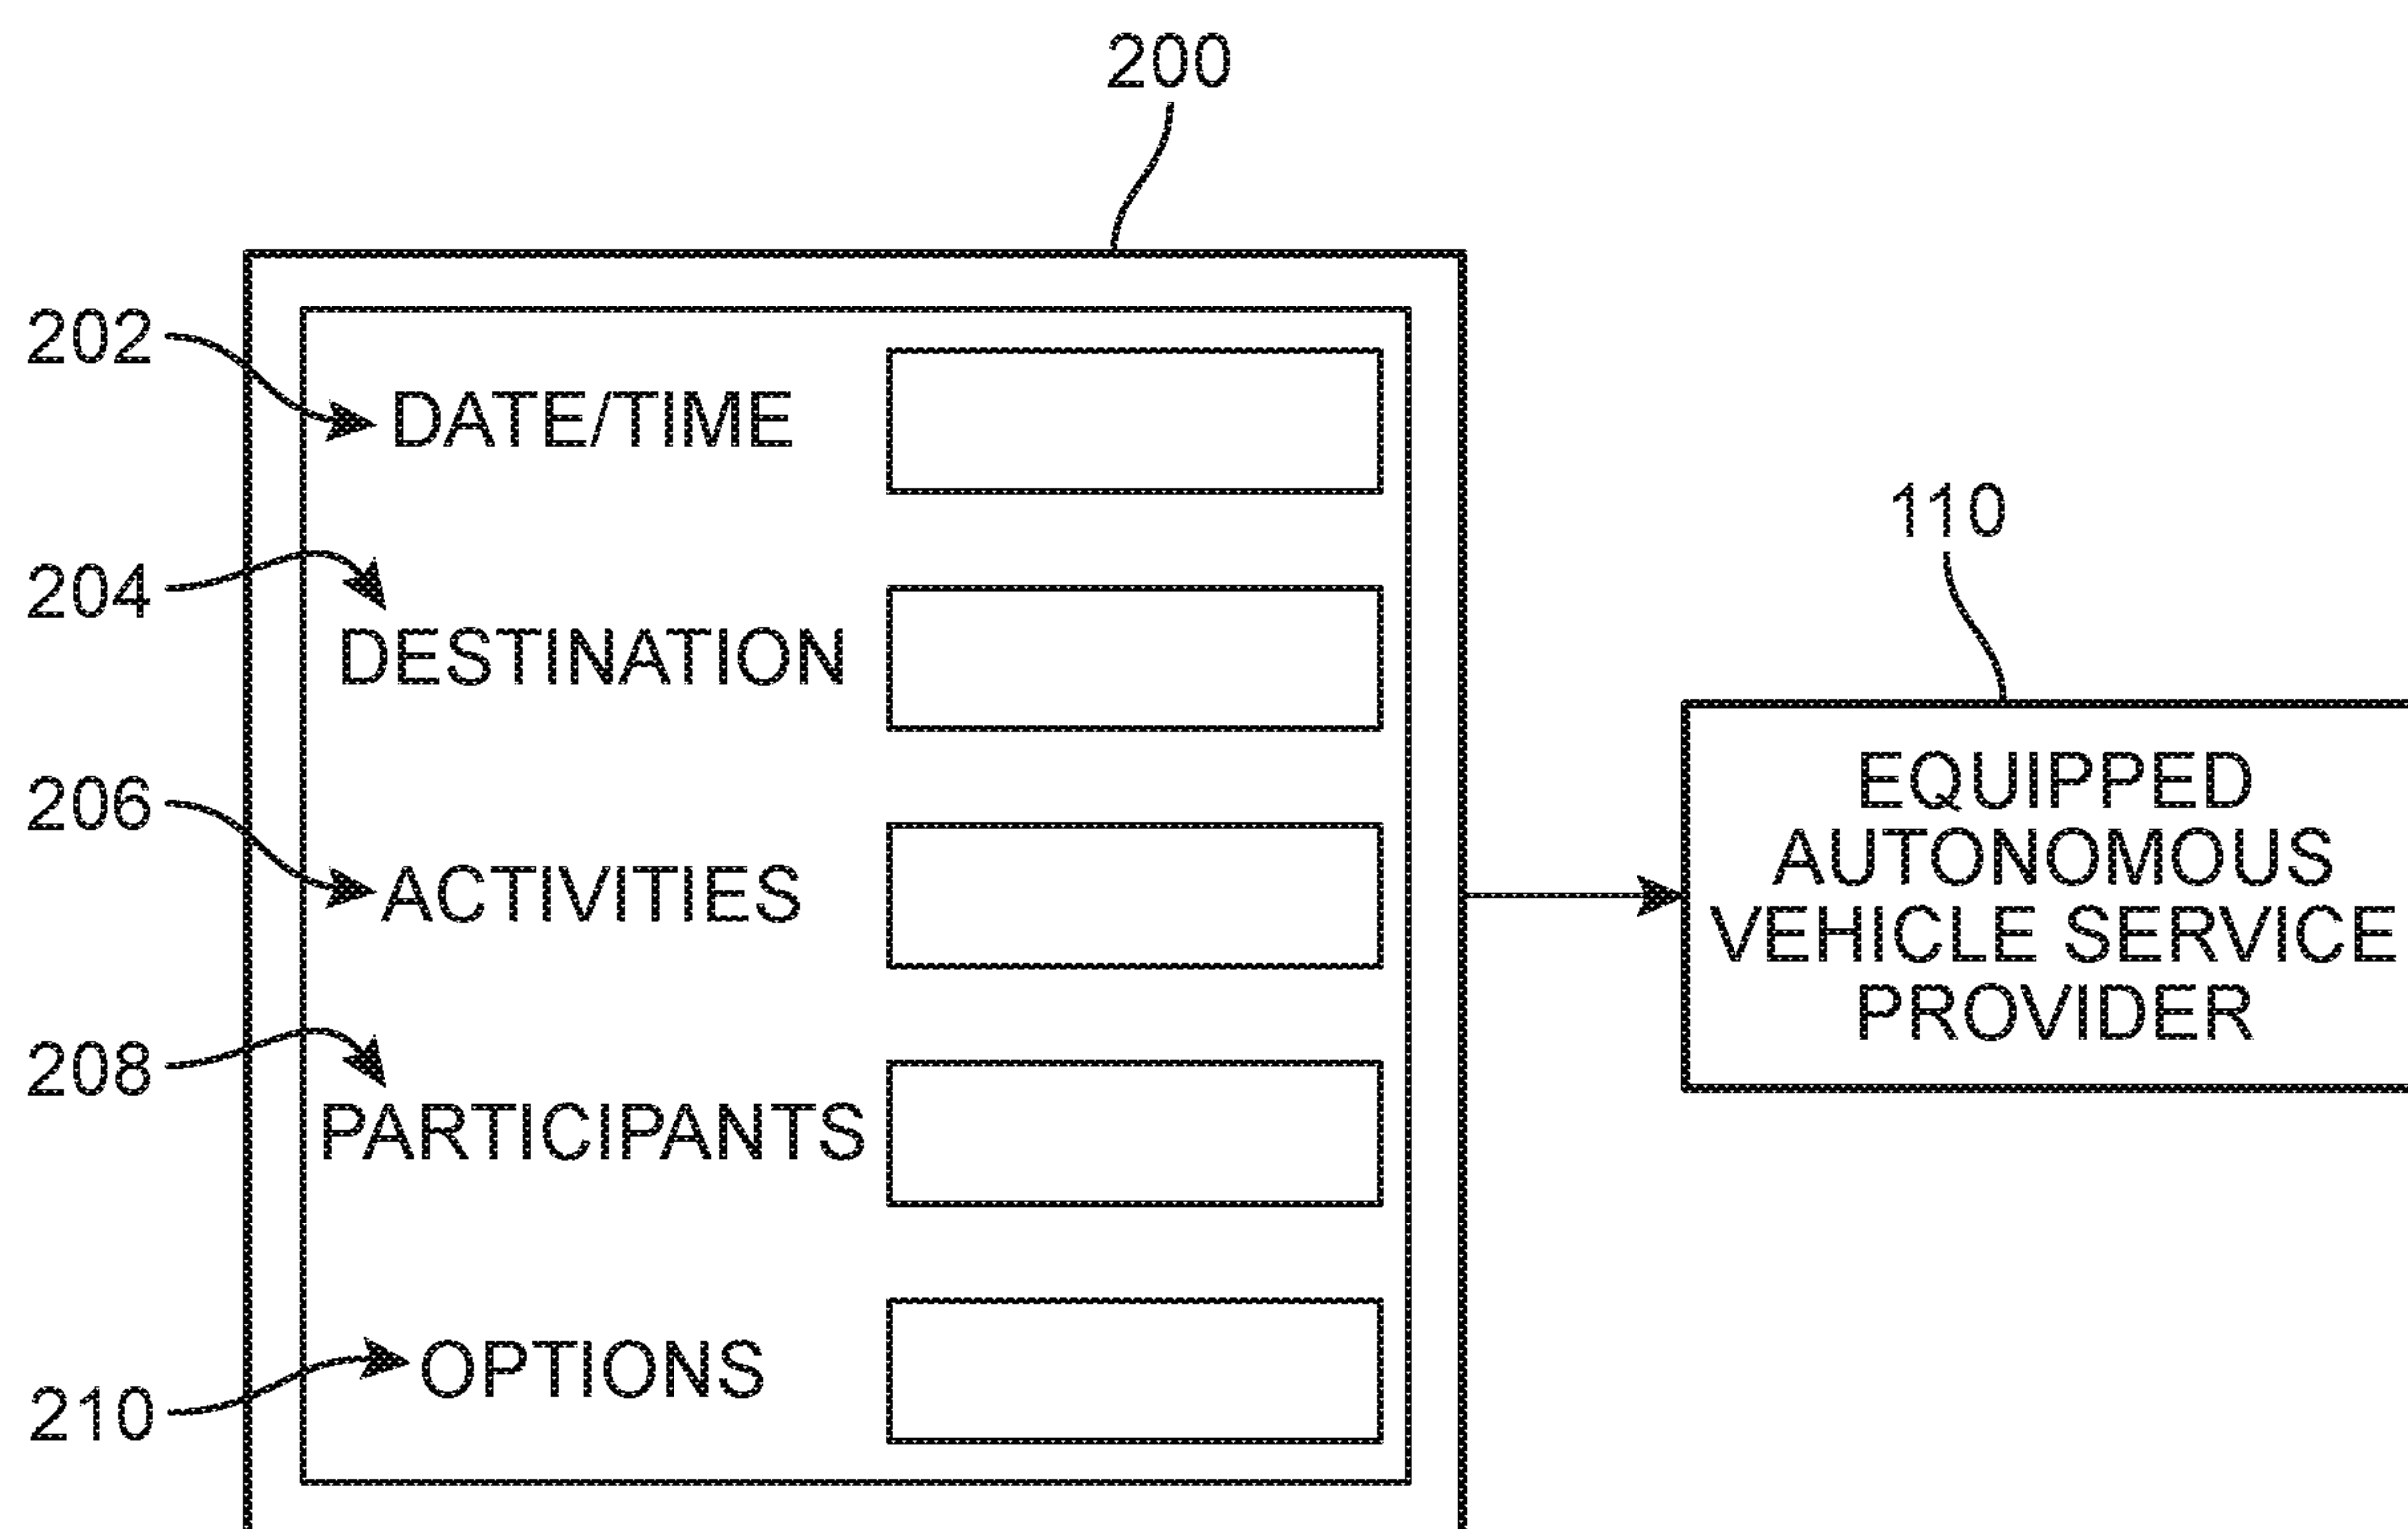 200
202
DATE/TIME
204
DESTINATION
206
ACTIVITIES
208
PARTICIPANTS
210
OPTIONS
110
EQUIPPED
AUTONOMOUS
VEHICLE SERVICE
PROVIDER